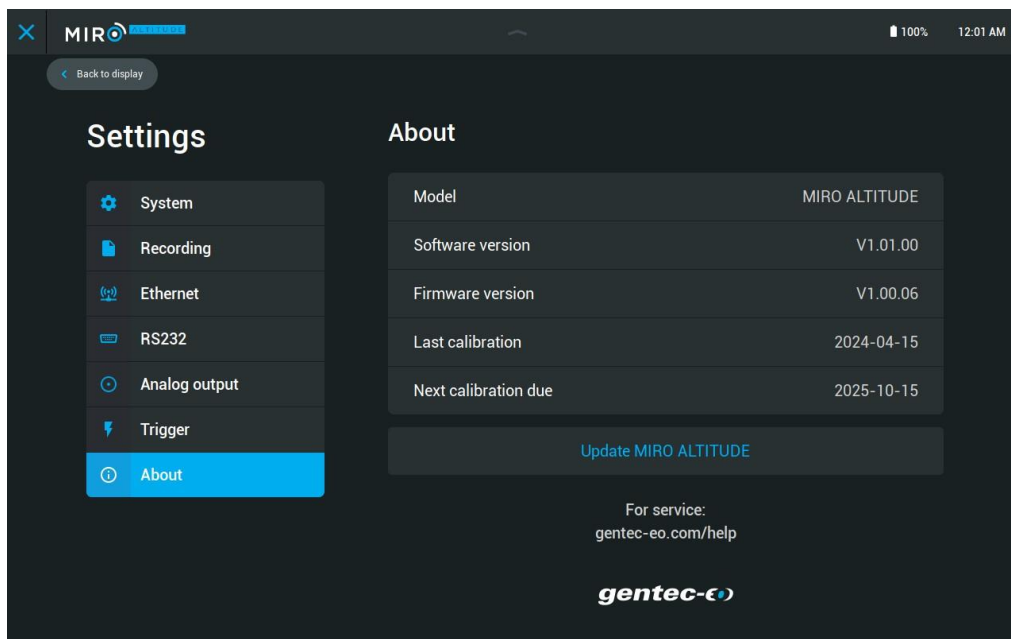 MIRO ALTITUDE
100% 12:01 AM
Back to display
Settings
System
Recording
Ethernet
RS232
Analog output
Trigger
About
About
Model MIRO ALTITUDE
Software version V1.01.00
Firmware version V1.00.06
Last calibration 2024-04-15
Next calibration due 2025-10-15
Update MIRO ALTITUDE
For service:
gentec-eo.com/help
gentec-eo